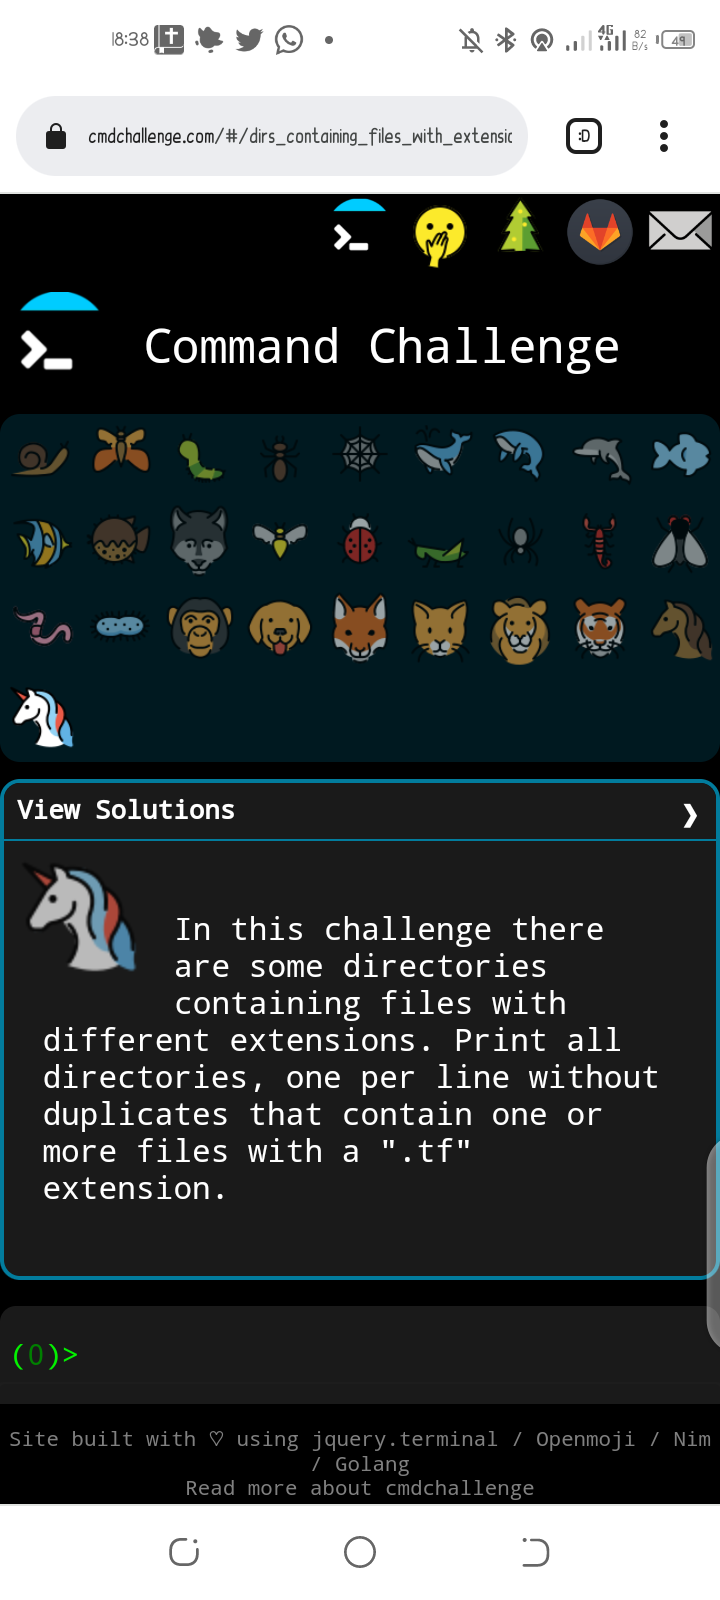 18:38
4G
82
B/s
49
cmdchallenge.com/#/dirs_containing_files_with_extensic
:D
Command Challenge
View Solutions
In this challenge there
are some directories
containing files with
different extensions. Print all
directories, one per line without
duplicates that contain one or
more files with a ".tf"
extension.
(0)>
Site built with ♡ using jquery.terminal / Openmoji / Nim
/ Golang
Read more about cmdchallenge